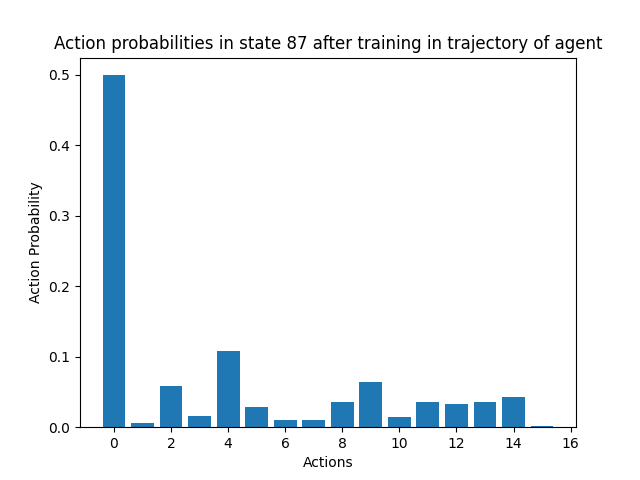 Action probabilities in state 87 after training in trajectory of agent
0.5
0.4
0.3
0.2
0.1
0.0
Action Probability
0 2 4 6 8 10 12 14 16
Actions